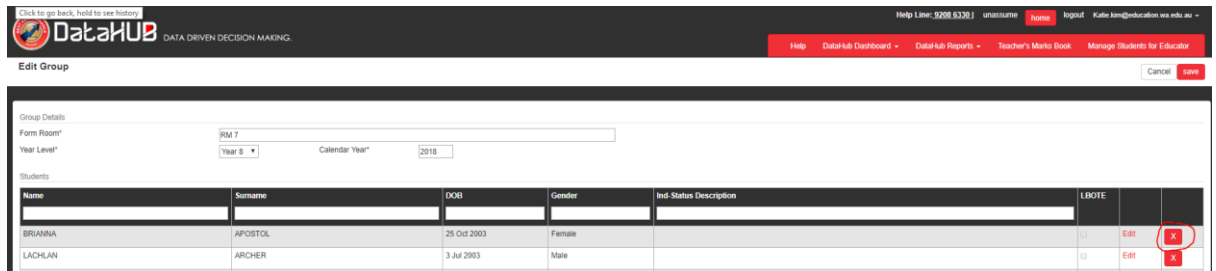 Click to go back, hold to see history
Help Line: 9208 6330 | unassume home logout Katie.kim@education.wa.edu.au
DataHUB DATA DRIVEN DECISION MAKING.
Help DataHub Dashboard DataHub Reports Teacher's Marks Book Manage Students for Educator
Edit Group
Cancel save
Group Details
Form Room* RM 7
Year Level* Year 8 Calendar Year* 2018
Students
Name Surname DOB Gender Ind-Status Description LBOTE
BRIANNA APOSTOL 25 Oct 2003 Female Edit X
LACHLAN ARCHER 3 Jul 2003 Male Edit X